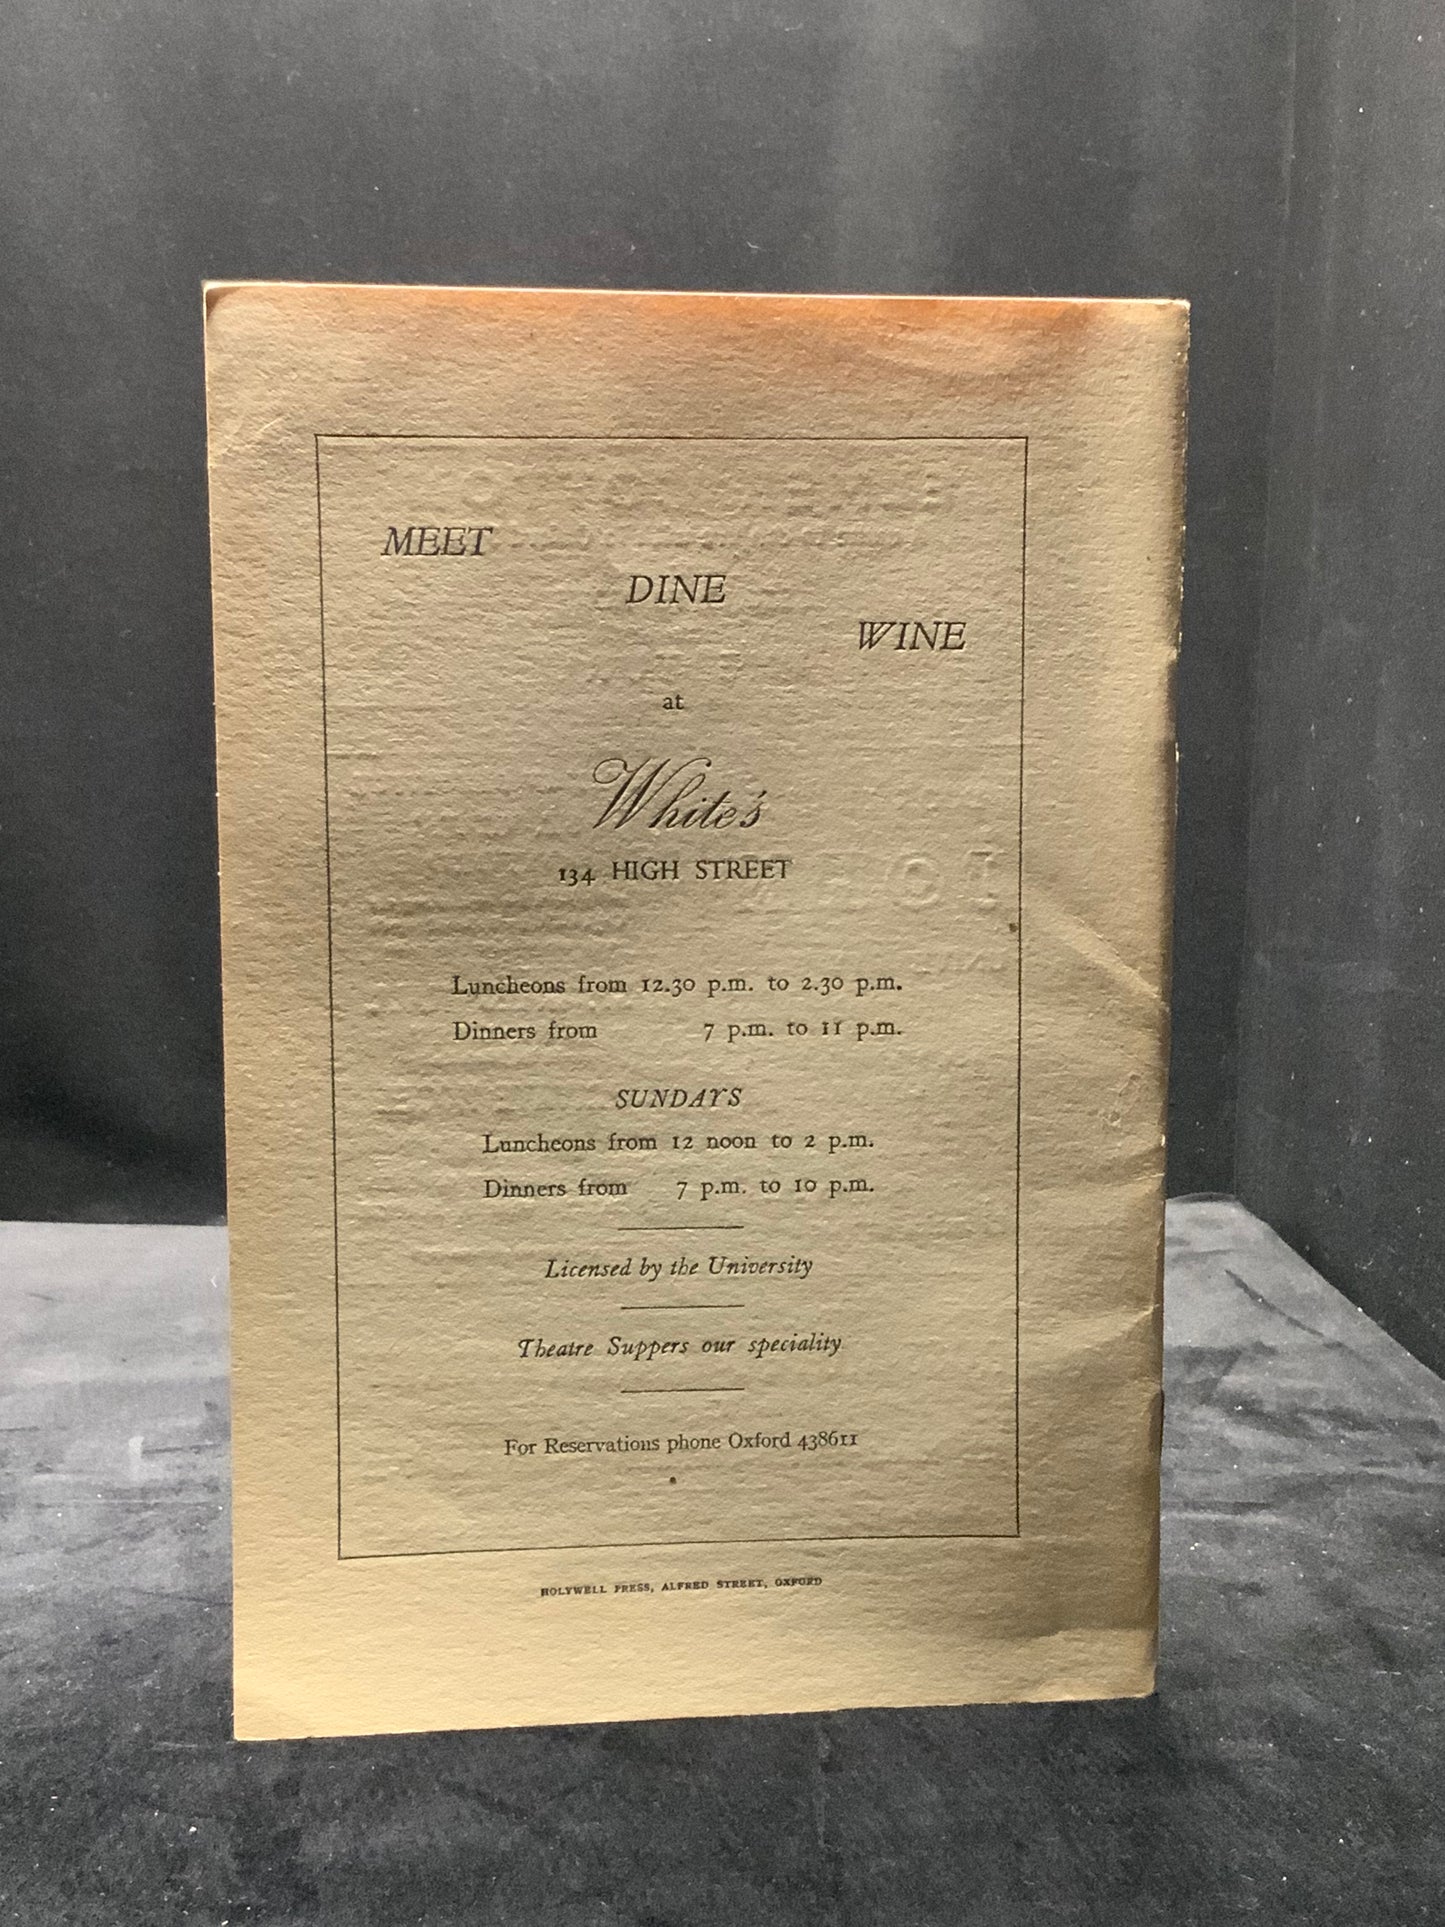 MEET
DINE
WINE
at
White's
134 HIGH STREET
Luncheons from 12.30 p.m. to 2.30 p.m.
Dinners from 7 p.m. to 11 p.m.
SUNDAYS
Luncheons from 12 noon to 2 p.m.
Dinners from 7 p.m. to 10 p.m.
Licensed by the University
Theatre Suppers our speciality
For Reservations phone Oxford 438611
HOLYWELL PRESS, ALFRED STREET, OXFORD